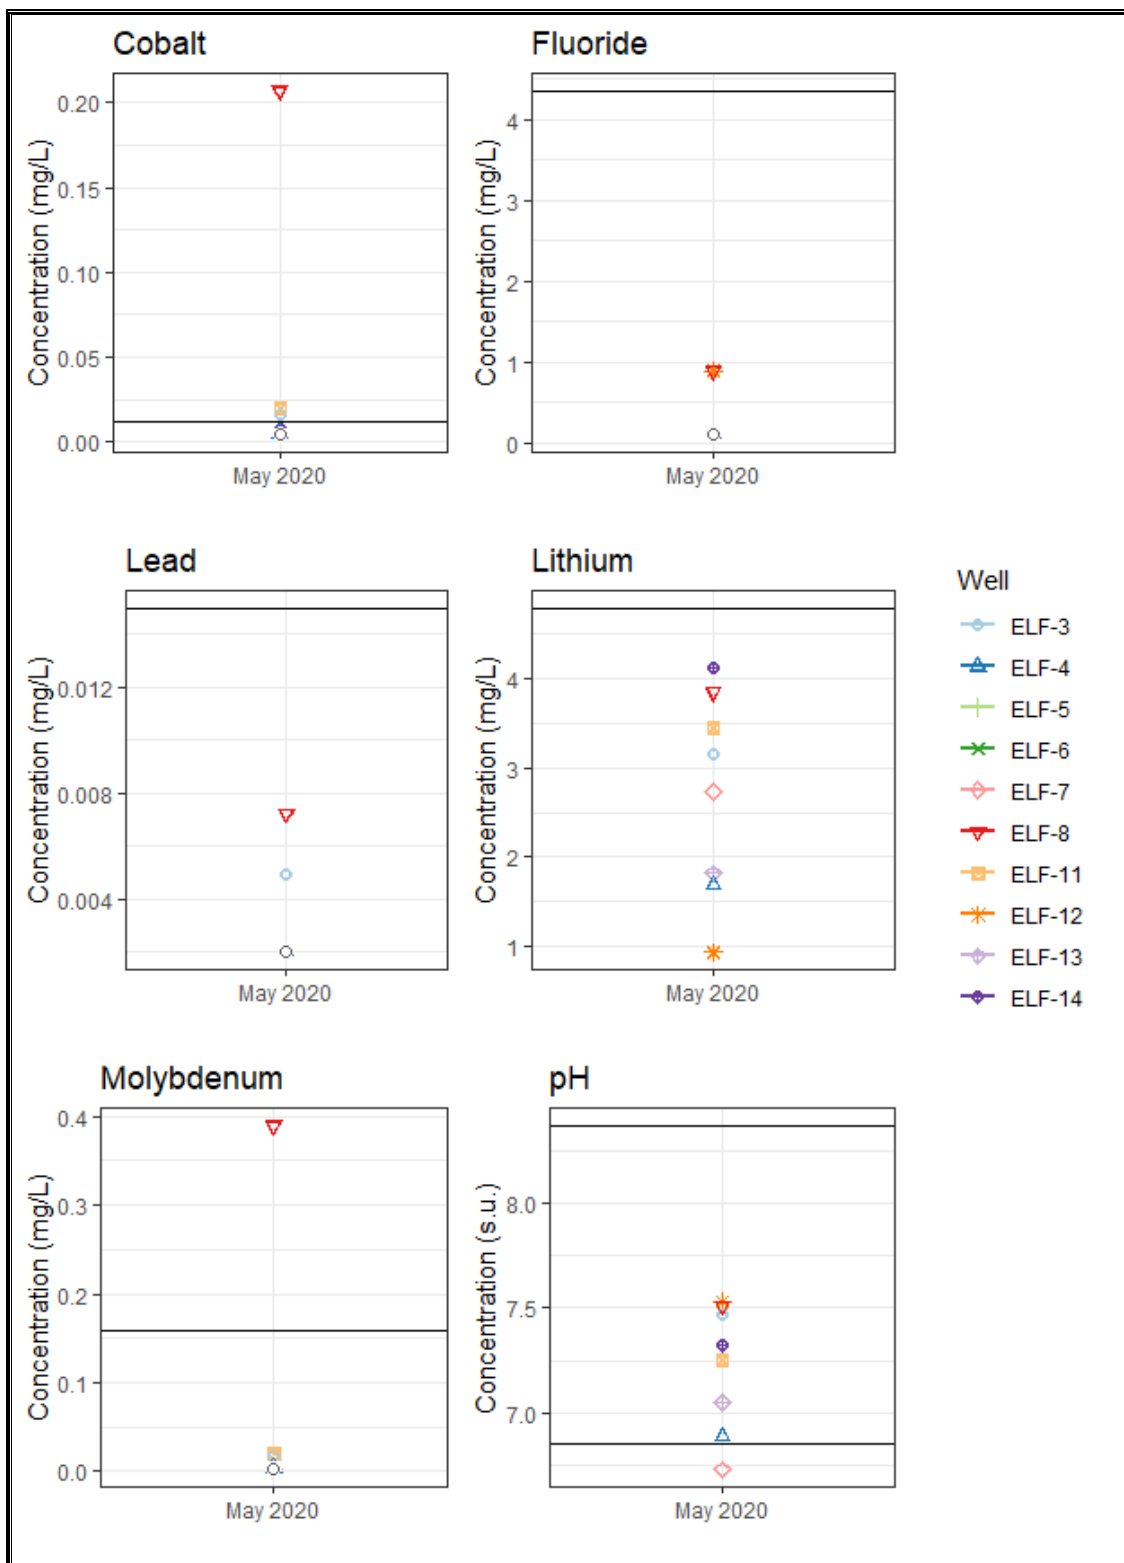 Cobalt
Concentration (mg/L)
0.20
0.15
0.10
0.05
0.00
May 2020
Fluoride
Concentration (mg/L)
4
3
2
1
0
May 2020
Lead
Concentration (mg/L)
0.012
0.008
0.004
May 2020
Lithium
Concentration (mg/L)
4
3
2
1
May 2020
Well
ELF-3
ELF-4
ELF-5
ELF-6
ELF-7
ELF-8
ELF-11
ELF-12
ELF-13
ELF-14
Molybdenum
Concentration (mg/L)
0.4
0.3
0.2
0.1
0.0
May 2020
pH
Concentration (s.u.)
8.0
7.5
7.0
May 2020